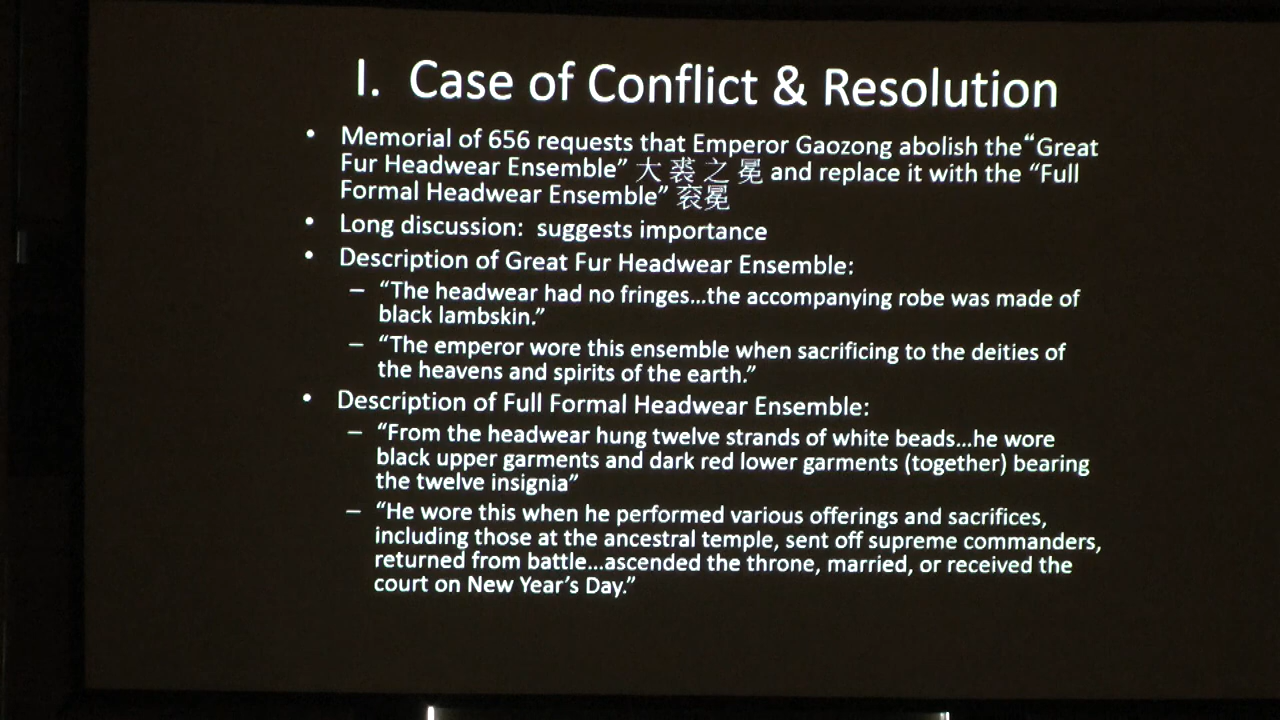 I. Case of Conflict & Resolution
• Memorial of 656 requests that Emperor Gaozong abolish the “Great
Fur Headwear Ensemble” 大 裘 之 冕 and replace it with the “Full
Formal Headwear Ensemble” 衮冕
• Long discussion: suggests importance
• Description of Great Fur Headwear Ensemble:
– “The headwear had no fringes...the accompanying robe was made of
black lambskin.”
– “The emperor wore this ensemble when sacrificing to the deities of
the heavens and spirits of the earth.”
• Description of Full Formal Headwear Ensemble:
– “From the headwear hung twelve strands of white beads...he wore
black upper garments and dark red lower garments (together) bearing
the twelve insignia”
– “He wore this when he performed various offerings and sacrifices,
including those at the ancestral temple, sent off supreme commanders,
returned from battle...ascended the throne, married, or received the
court on New Year’s Day.”